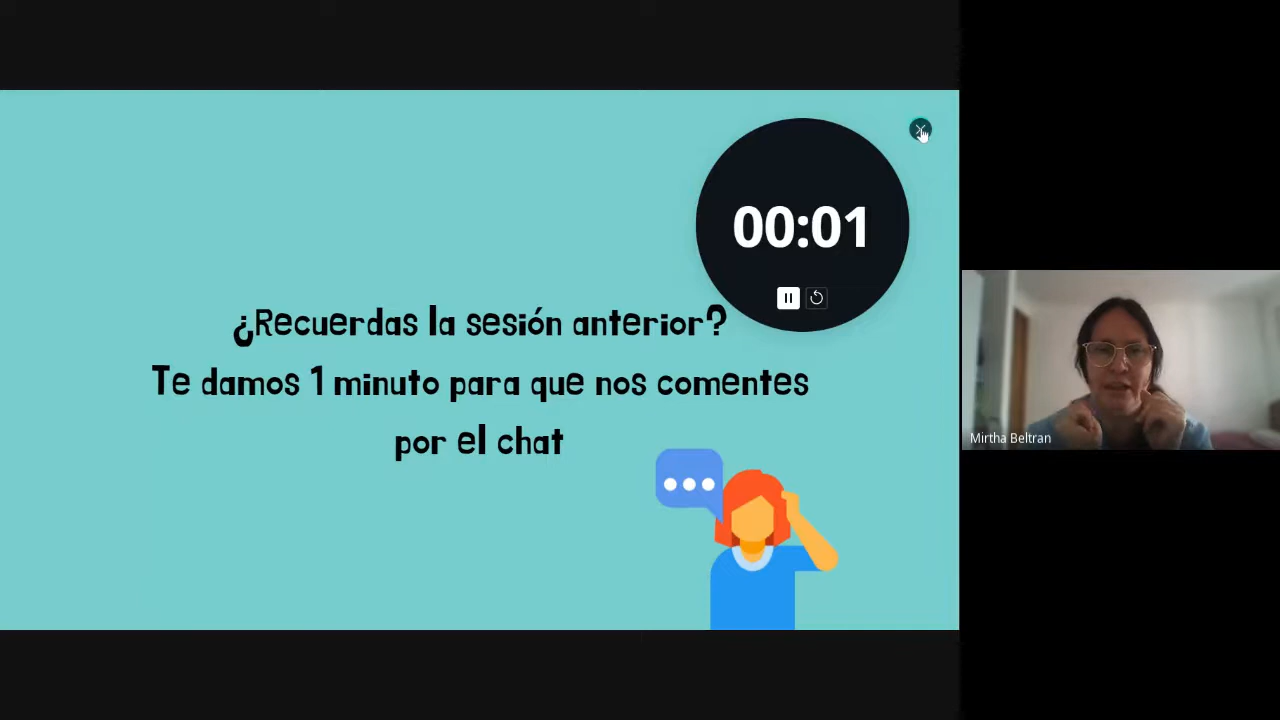 00:01
¿Recuerdas la sesión anterior?
Te damos 1 minuto para que nos comentes
por el chat
Mirtha Beltran